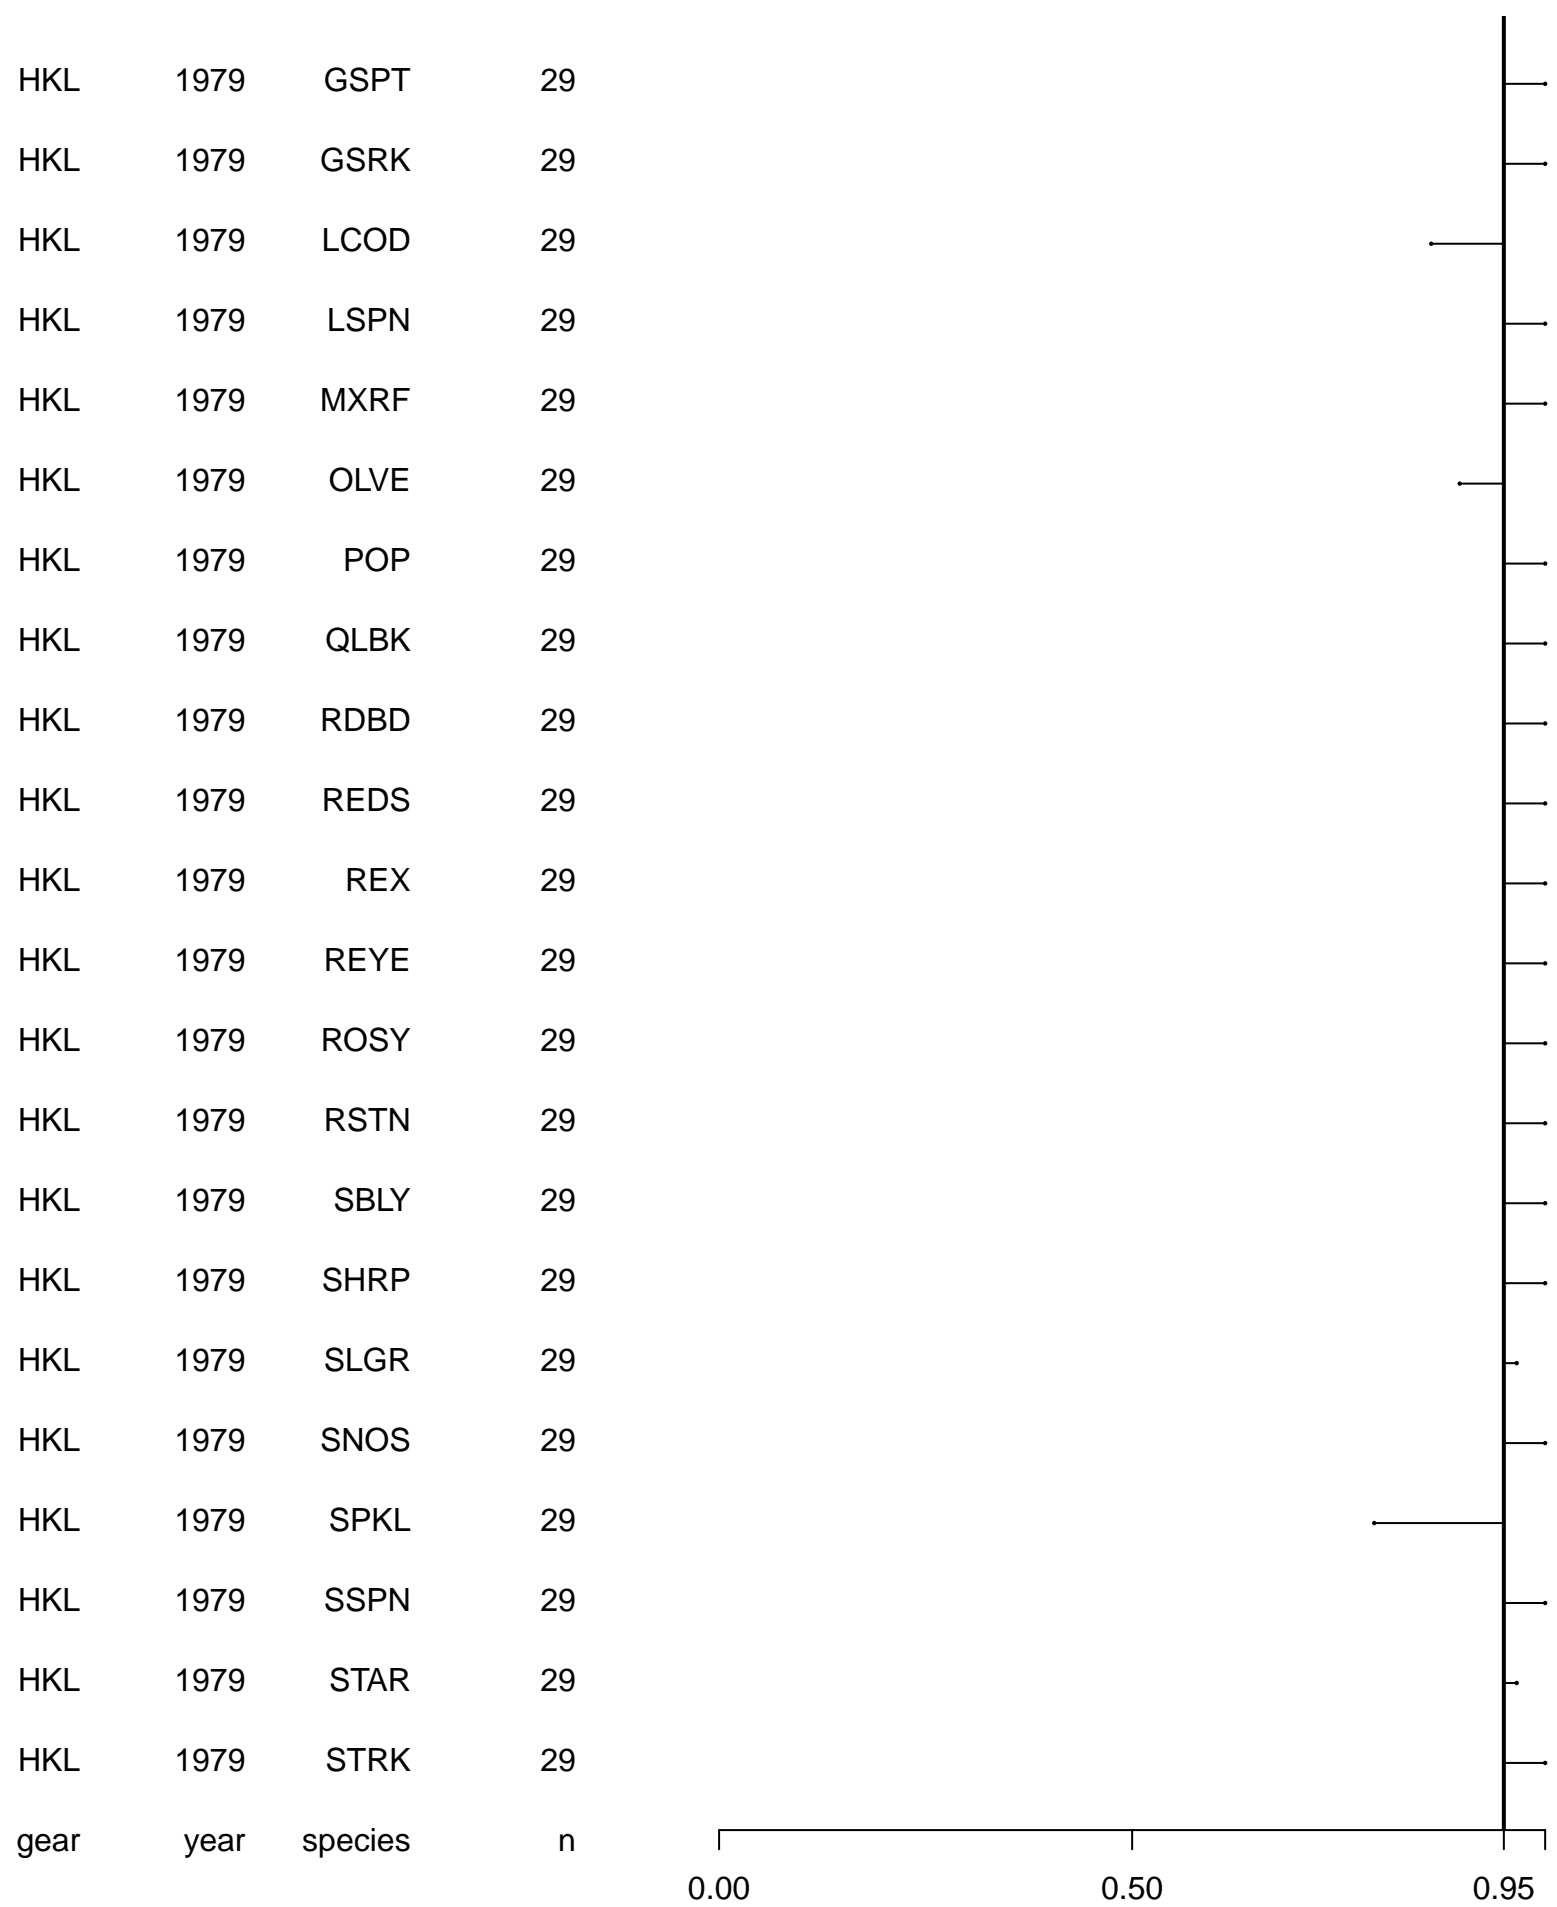 HKL 1979 GSPT 29
HKL 1979 GSRK 29
HKL 1979 LCOD 29
HKL 1979 LSPN 29
HKL 1979 MXRF 29
HKL 1979 OLVE 29
HKL 1979 POP 29
HKL 1979 QLBK 29
HKL 1979 RDBD 29
HKL 1979 REDS 29
HKL 1979 REX 29
HKL 1979 REYE 29
HKL 1979 ROSY 29
HKL 1979 RSTN 29
HKL 1979 SBLY 29
HKL 1979 SHRP 29
HKL 1979 SLGR 29
HKL 1979 SNOS 29
HKL 1979 SPKL 29
HKL 1979 SSPN 29
HKL 1979 STAR 29
HKL 1979 STRK 29
gear year species n
0.00 0.50 0.95